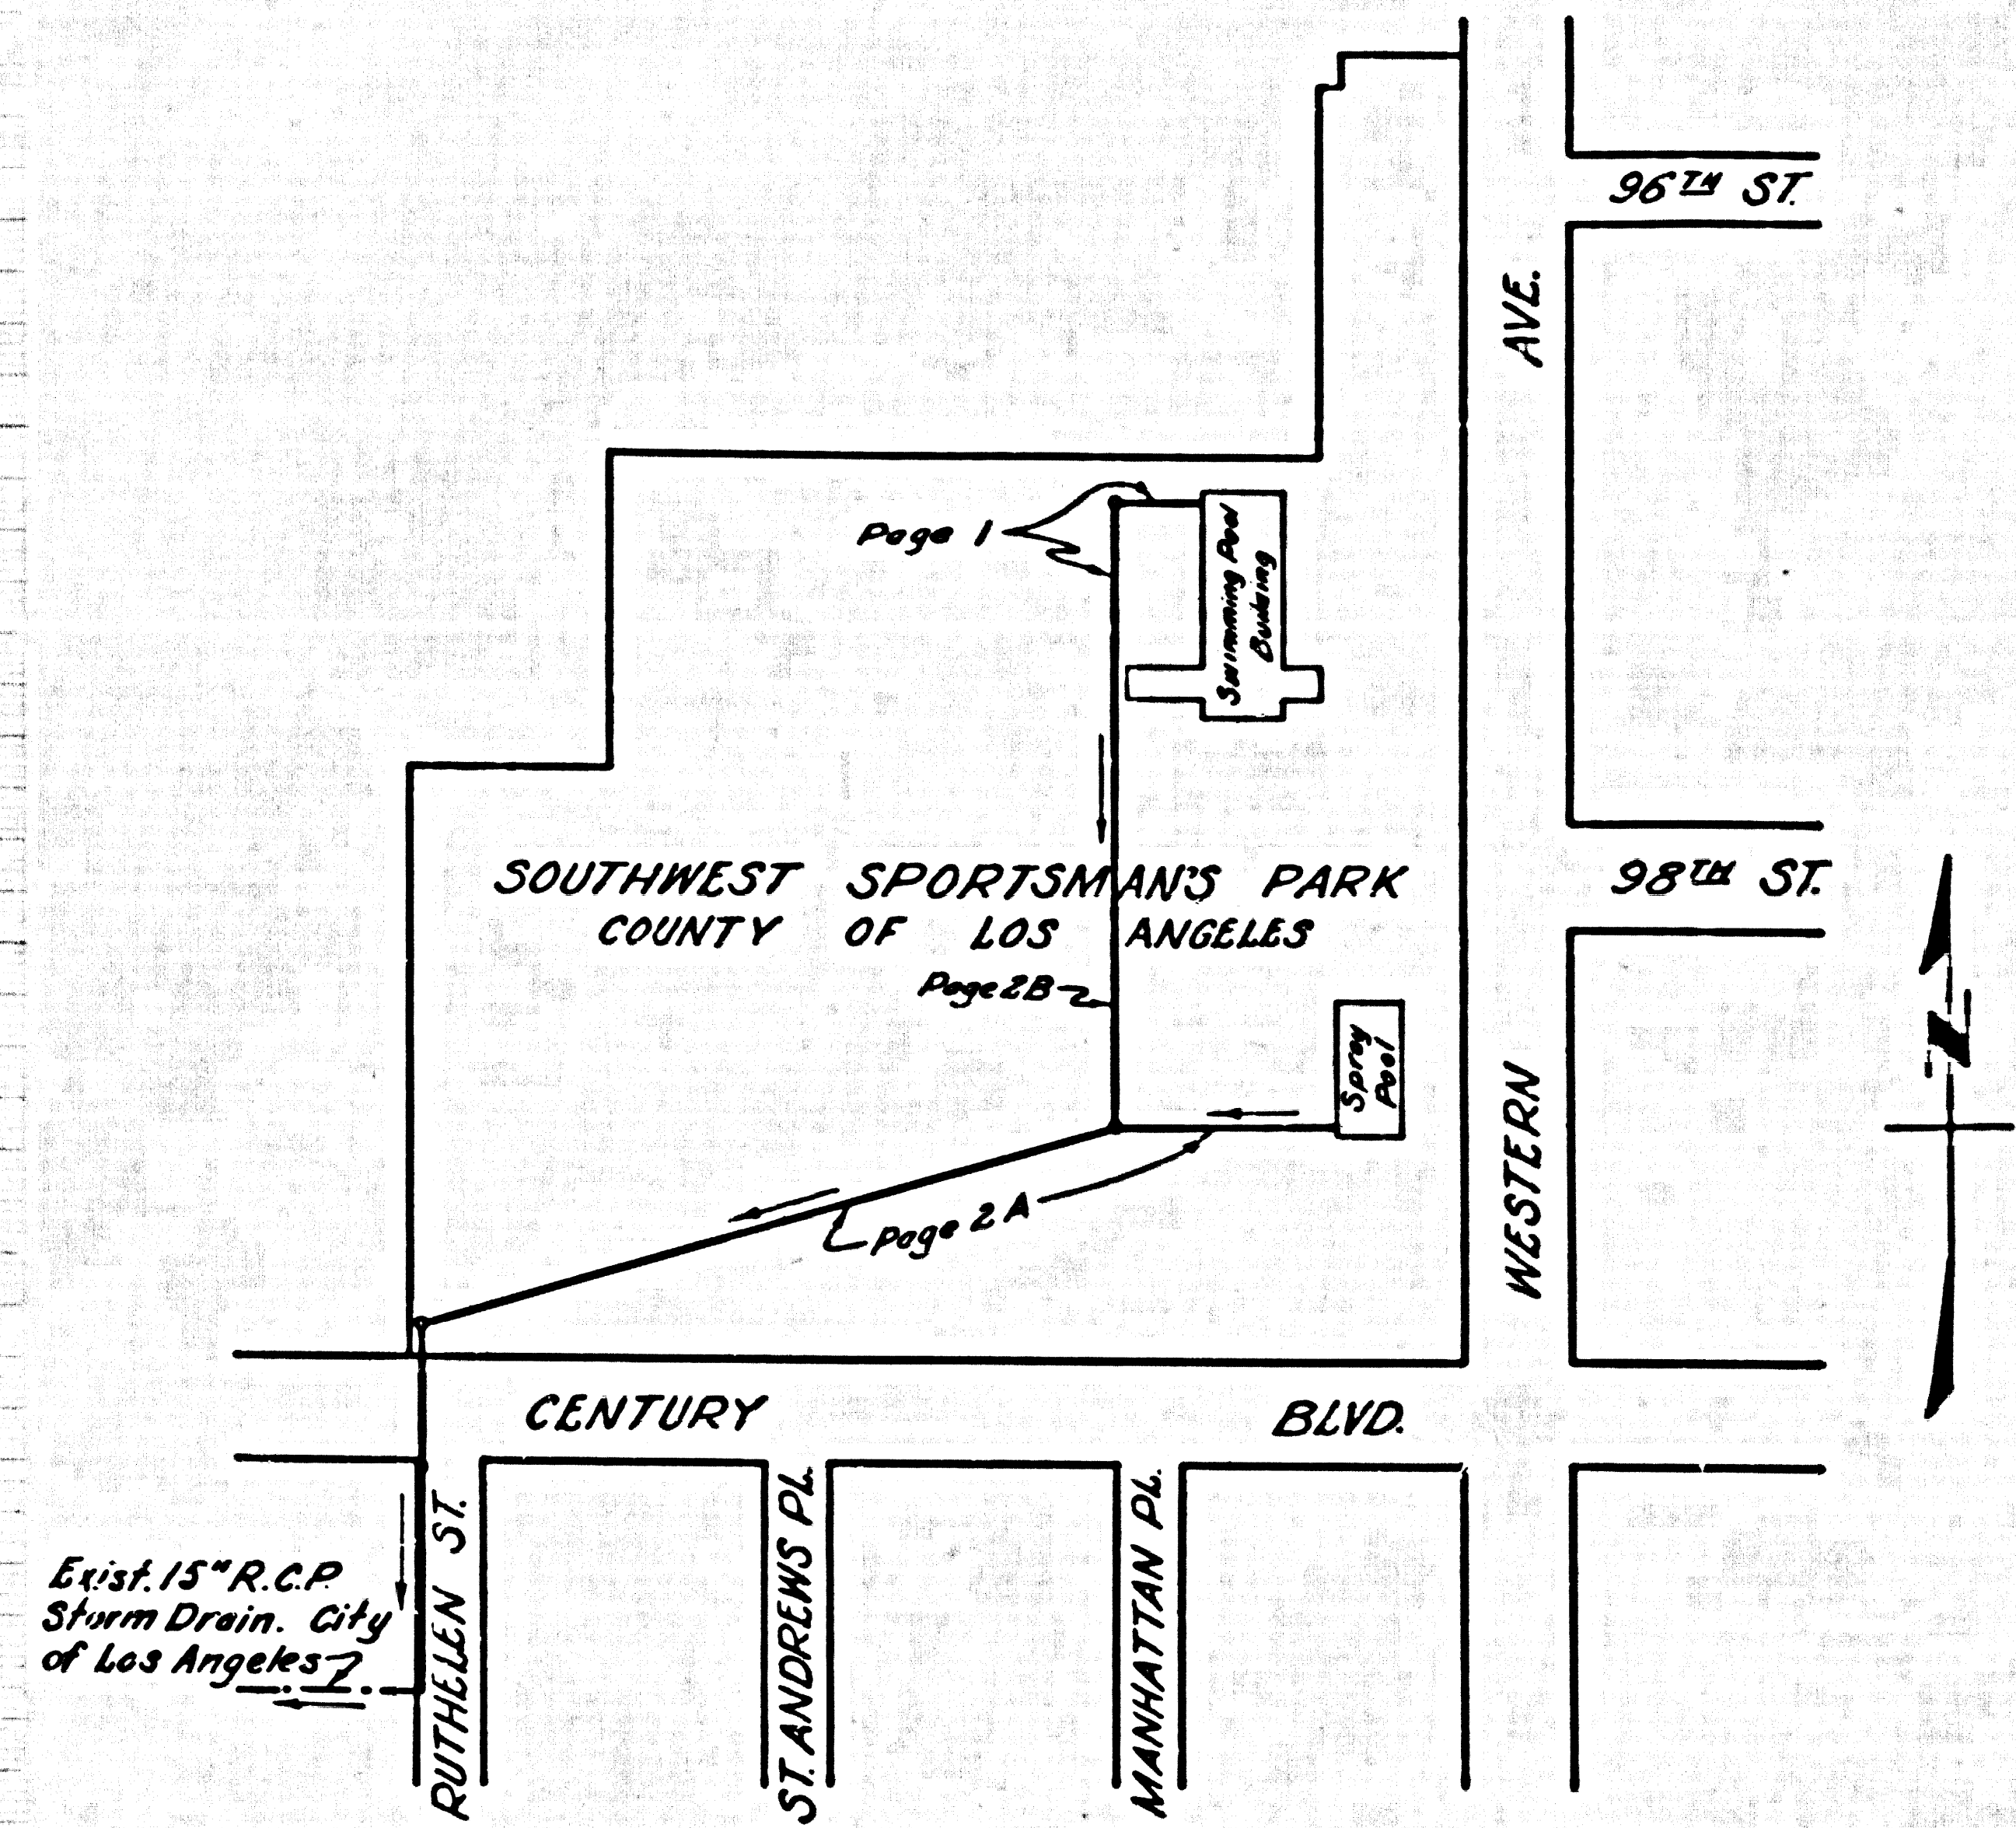 96TH ST.
AVE.
Page 1
Swimming Pool
Building
SOUTHWEST SPORTSMAN'S PARK
98TH ST.
COUNTY OF LOS ANGELES
Page 2B
N
Spray
Pool
WESTERN
Page 2A
CENTURY BLVD.
Exist. 15" R.C.P.
Storm Drain. City
of Los Angeles
RUTHELEN ST.
ST. ANDREWS PL.
MANHATTAN PL.